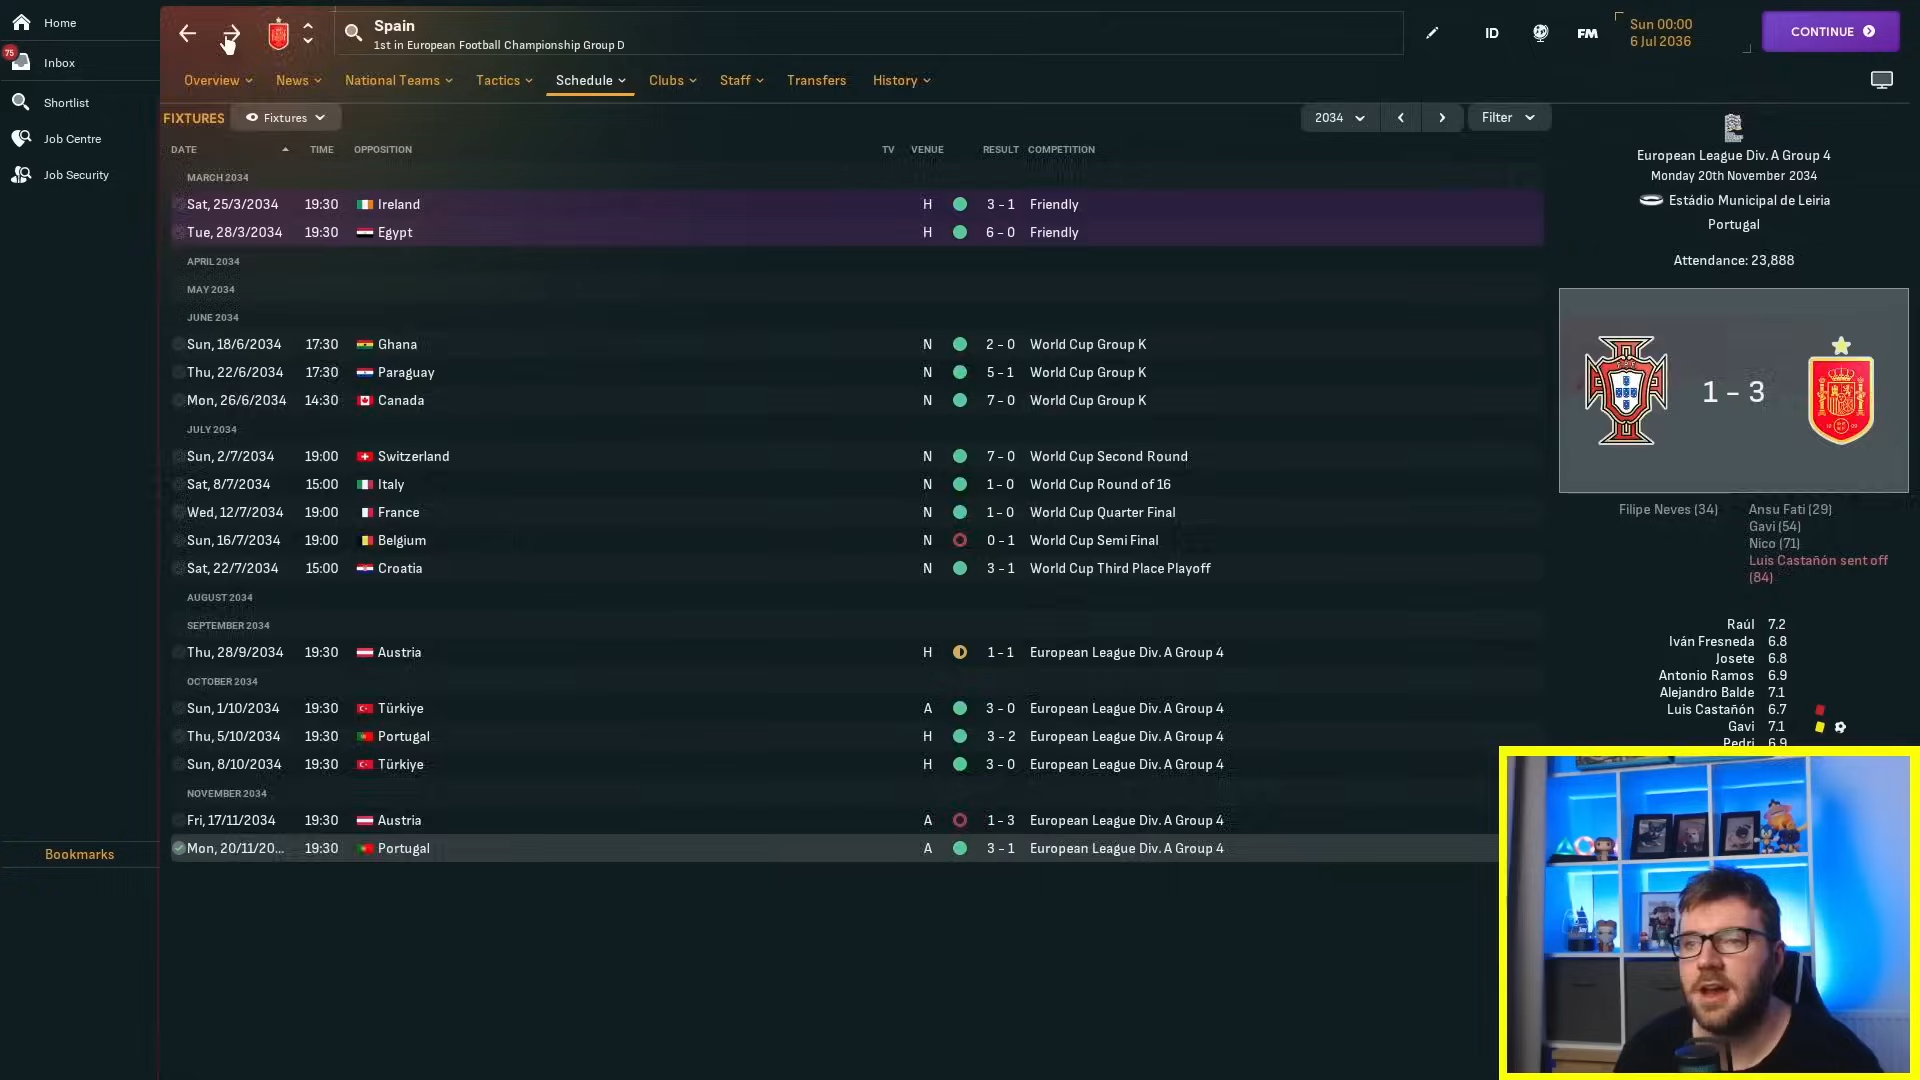 Home
75
Inbox
Shortlist
Job Centre
Job Security
Bookmarks
Spain
1st in European Football Championship Group D
ID
FM
Sun 00:00
6 Jul 2036
CONTINUE
Overview
News
National Teams
Tactics
Schedule
Clubs
Staff
Transfers
History
FIXTURES
Fixtures
2034
Filter
DATE TIME OPPOSITION TV VENUE RESULT COMPETITION
MARCH 2034
Sat, 25/3/2034 19:30 Ireland H 3 - 1 Friendly
Tue, 28/3/2034 19:30 Egypt H 6 - 0 Friendly
APRIL 2034
MAY 2034
JUNE 2034
Sun, 18/6/2034 17:30 Ghana N 2 - 0 World Cup Group K
Thu, 22/6/2034 17:30 Paraguay N 5 - 1 World Cup Group K
Mon, 26/6/2034 14:30 Canada N 7 - 0 World Cup Group K
JULY 2034
Sun, 2/7/2034 19:00 Switzerland N 7 - 0 World Cup Second Round
Sat, 8/7/2034 15:00 Italy N 1 - 0 World Cup Round of 16
Wed, 12/7/2034 19:00 France N 1 - 0 World Cup Quarter Final
Sun, 16/7/2034 19:00 Belgium N 0 - 1 World Cup Semi Final
Sat, 22/7/2034 15:00 Croatia N 3 - 1 World Cup Third Place Playoff
AUGUST 2034
SEPTEMBER 2034
Thu, 28/9/2034 19:30 Austria H 1 - 1 European League Div. A Group 4
OCTOBER 2034
Sun, 1/10/2034 19:30 Türkiye A 3 - 0 European League Div. A Group 4
Thu, 5/10/2034 19:30 Portugal H 3 - 2 European League Div. A Group 4
Sun, 8/10/2034 19:30 Türkiye H 3 - 0 European League Div. A Group 4
NOVEMBER 2034
Fri, 17/11/2034 19:30 Austria A 1 - 3 European League Div. A Group 4
Mon, 20/11/20... 19:30 Portugal A 3 - 1 European League Div. A Group 4
European League Div. A Group 4
Monday 20th November 2034
Estádio Municipal de Leiria
Portugal
Attendance: 23,888
1 - 3
Filipe Neves (34)
Ansu Fati (29)
Gavi (54)
Nico (71)
Luis Castañón sent off
(84)
Raúl 7.2
Iván Fresneda 6.8
Josete 6.8
Antonio Ramos 6.9
Alejandro Balde 7.1
Luis Castañón 6.7
Gavi 7.1
Pedri 6.9